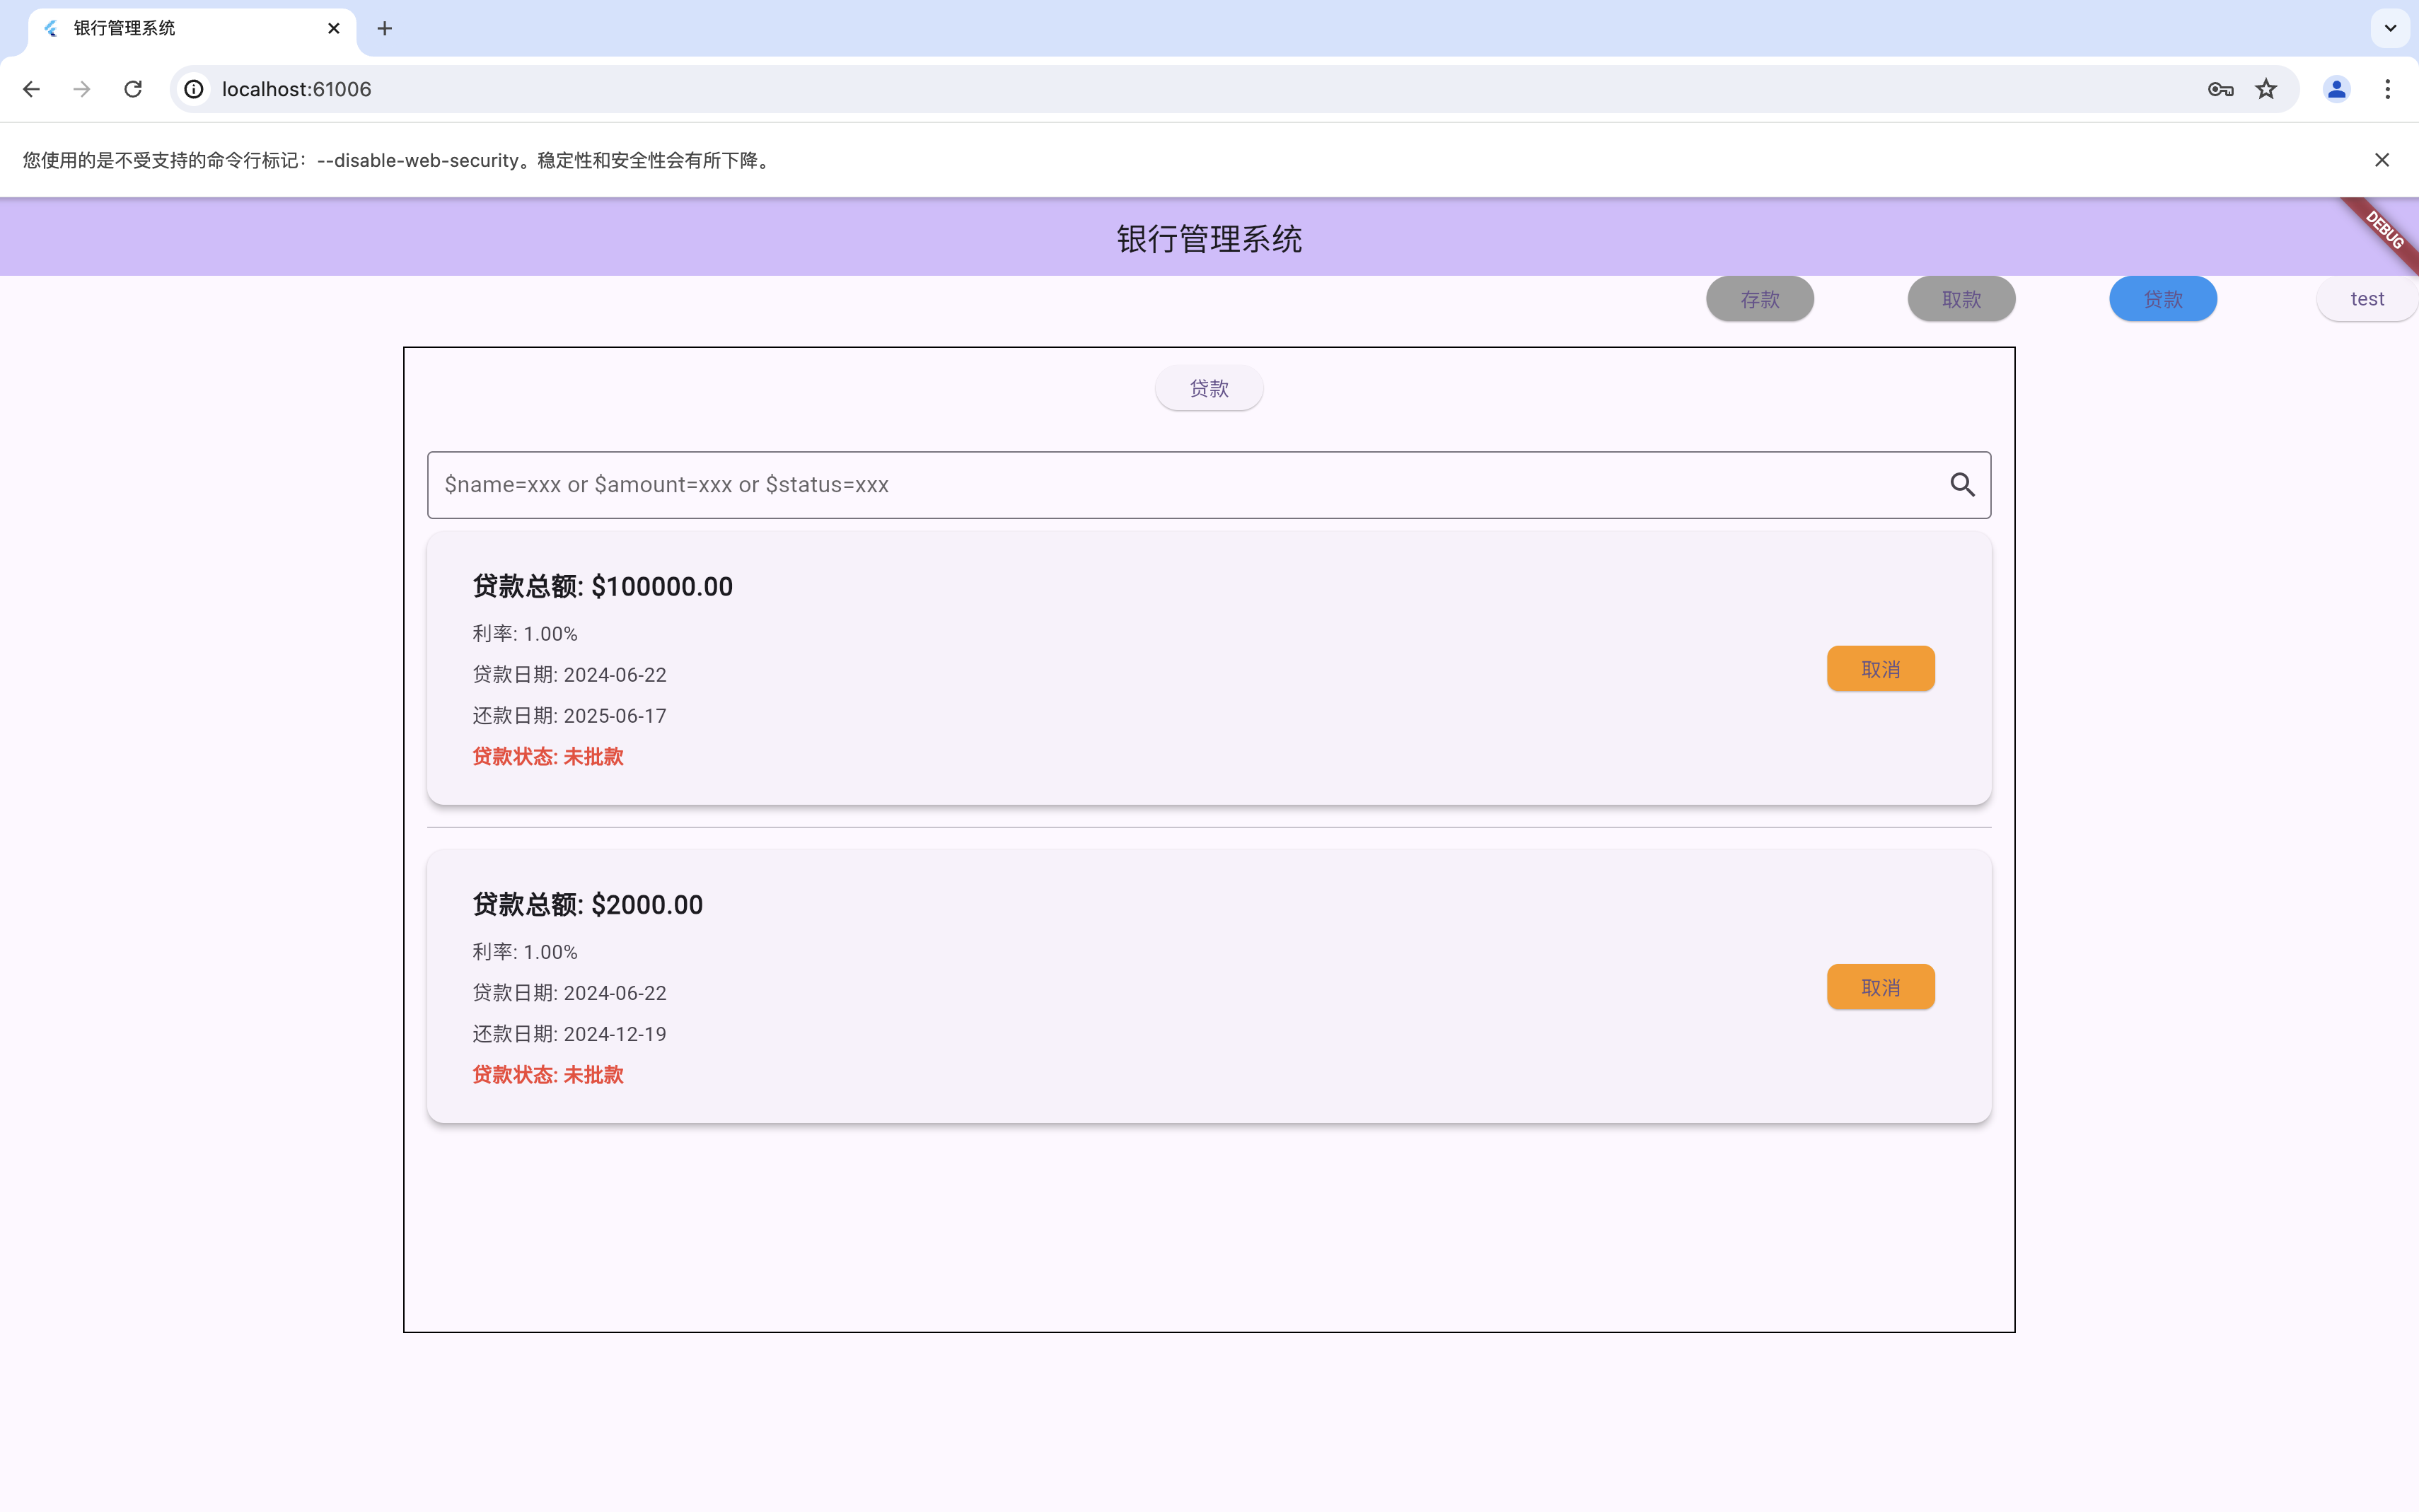 银行管理系统
localhost:61006
您使用的是不受支持的命令行标记：--disable-web-security。稳定性和安全性会有所下降。
银行管理系统
DEBUG
存款 取款 贷款 test
贷款
$name=xxx or $amount=xxx or $status=xxx
贷款总额: $100000.00
利率: 1.00%
贷款日期: 2024-06-22
还款日期: 2025-06-17
贷款状态: 未批款
取消
贷款总额: $2000.00
利率: 1.00%
贷款日期: 2024-06-22
还款日期: 2024-12-19
贷款状态: 未批款
取消